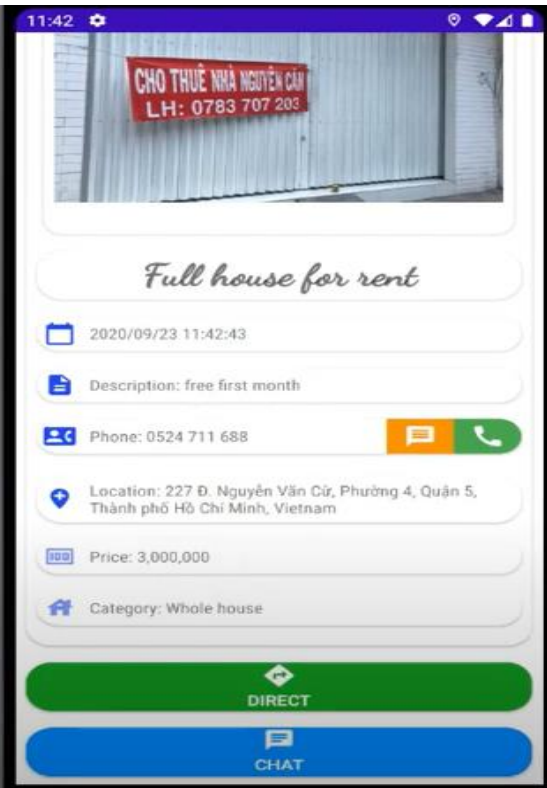 11:42
CHO THUÊ NHÀ NGUYÊN CĂN
LH: 0783 707 203
Full house for rent
2020/09/23 11:42:43
Description: free first month
Phone: 0524 711 688
Location: 227 Đ. Nguyễn Văn Cừ, Phường 4, Quận 5,
Thành phố Hồ Chí Minh, Vietnam
100
Price: 3,000,000
Category: Whole house
DIRECT
CHAT